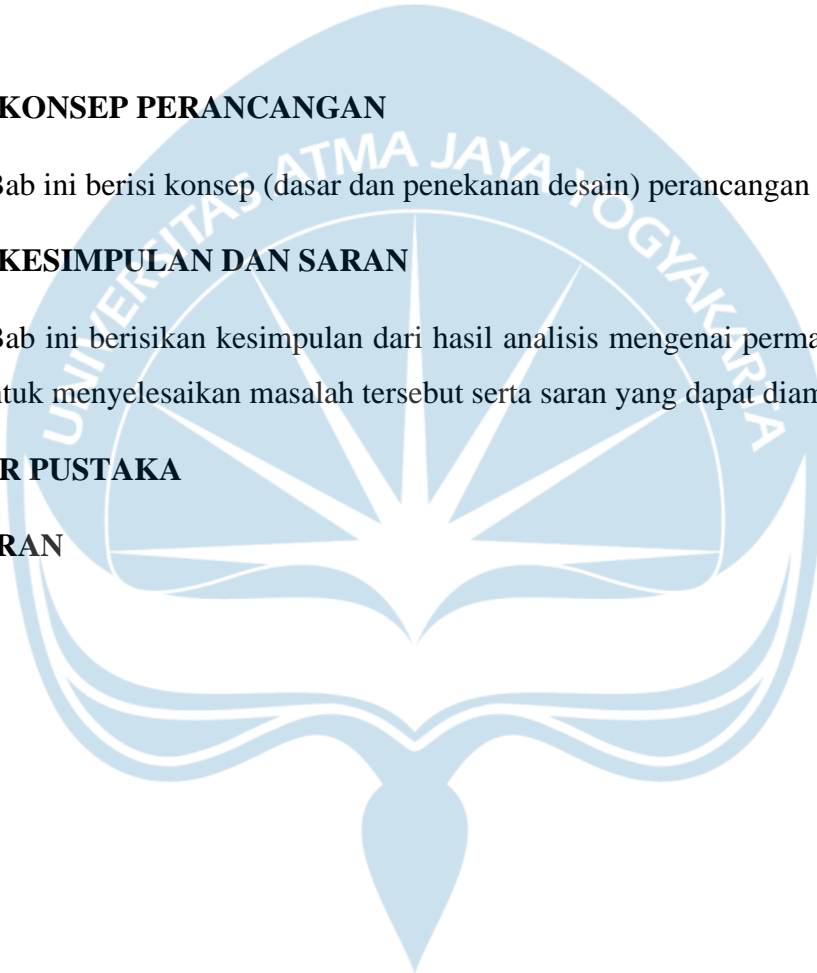 KONSEP PERANCANGAN
Bab ini berisi konsep (dasar dan penekanan desain) perancangan
KESIMPULAN DAN SARAN
Bab ini berisikan kesimpulan dari hasil analisis mengenai perma
tuk menyelesaikan masalah tersebut serta saran yang dapat diam
R PUSTAKA
RAN
UNIVERSITAS ATMA JAYA YOGYAKARTA